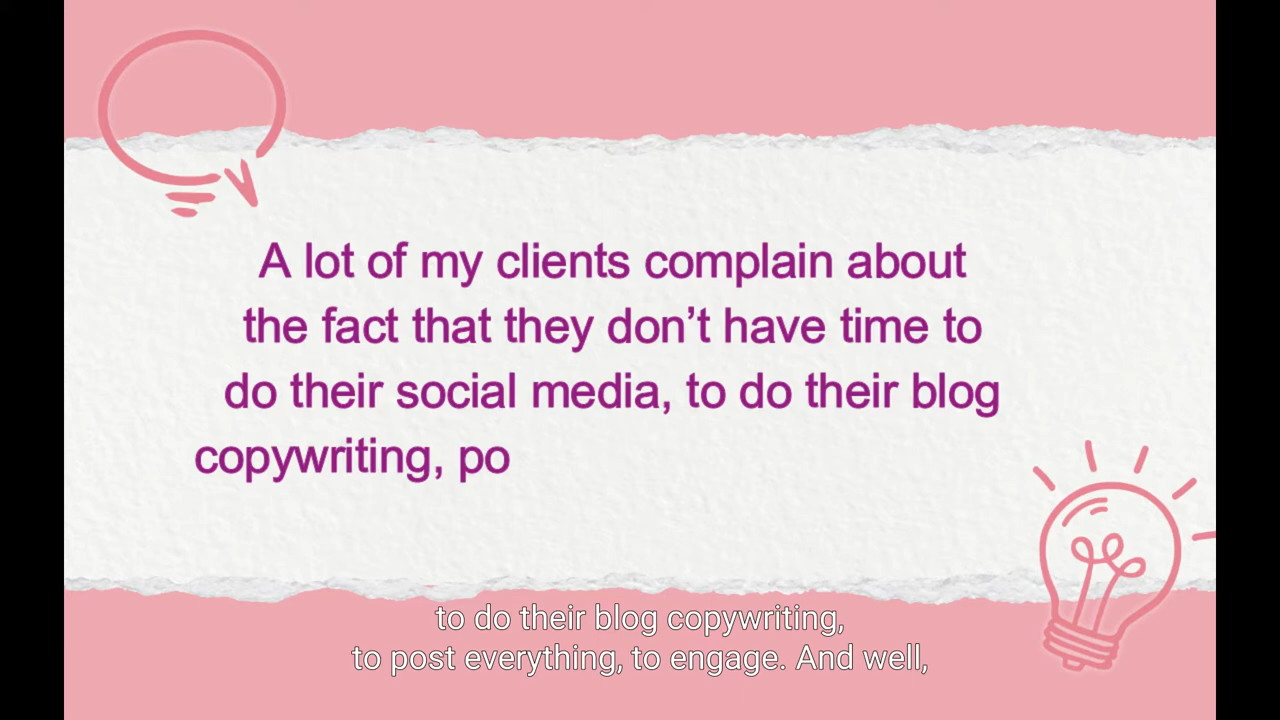 A lot of my clients complain about
the fact that they don’t have time to
do their social media, to do their blog
copywriting, po
to do their blog copywriting,
to post everything, to engage. And well,